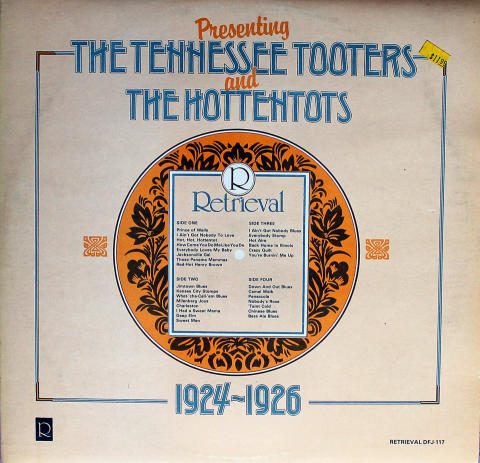 Presenting
THE TENNESSEE TOOTERS
and
THE HOTTENTOTS
$11.99
R
Retrieval
SIDE ONE
Prince of Wails
I Ain't Got Nobody To Love
Hot, Hot, Hottentot
How Come You Do Me Like You Do
Everybody Loves My Baby
Jacksonville Gal
Those Panama Mammas
Red-Hot Henry Brown
SIDE THREE
I Ain't Got Nobody Blues
Everybody Stomp
Hot Aire
Back Home in Illinois
Crazy Quilt
You're Burnin' Me Up
SIDE TWO
Jimtown Blues
Kansas City Stomps
What'cha-Call-'em Blues
Milenberg Joys
Charleston
I Had a Sweet Mama
Deep Elm
Sweet Man
SIDE FOUR
Down And Out Blues
Camel Walk
Pensacola
Nobody's Rose
'Taint Cold
Chinese Blues
Bass Ale Blues
1924~1926
R
RETRIEVAL DFJ-117